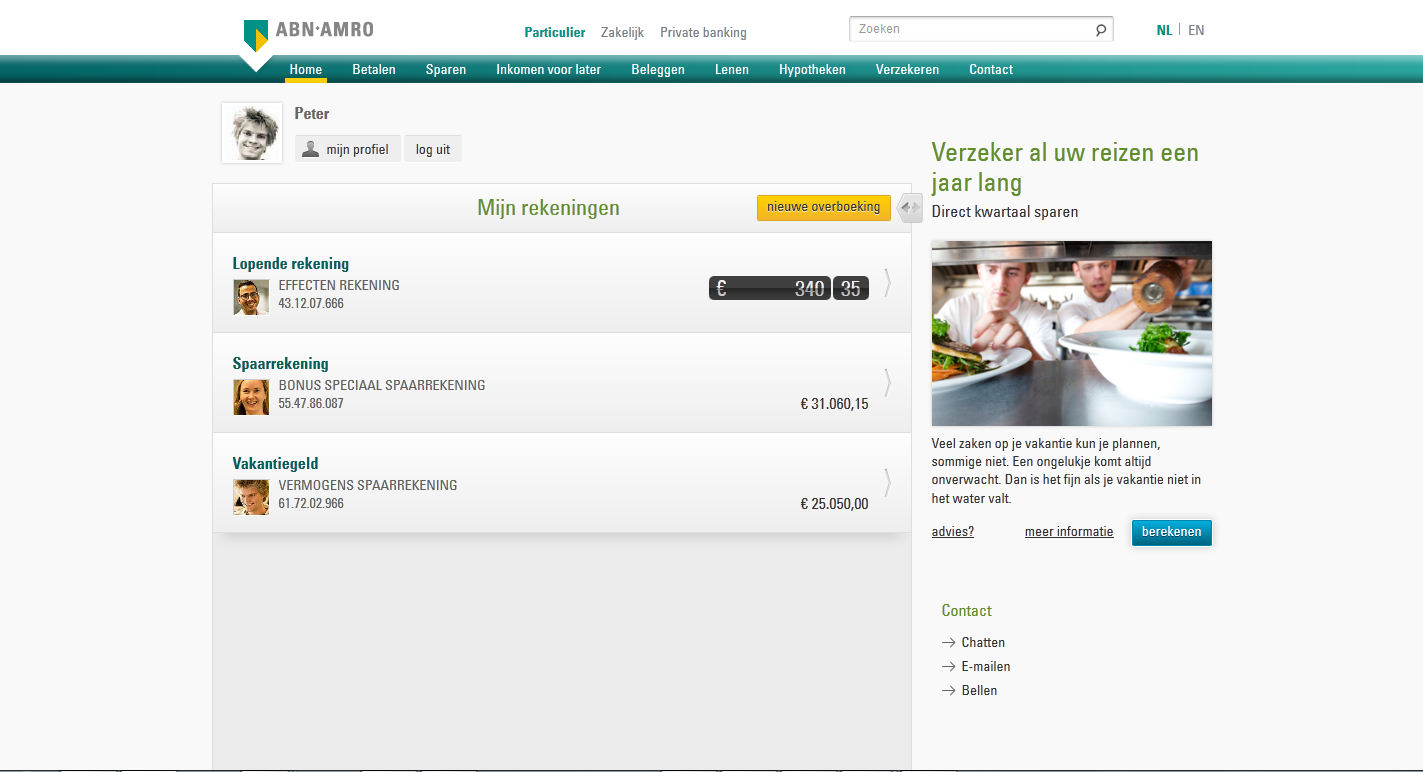 ABN·AMRO
Particulier Zakelijk Private banking
Zoeken
NL EN
Home Betalen Sparen Inkomen voor later Beleggen Lenen Hypotheken Verzekeren Contact
Peter
mijn profiel log uit
Mijn rekeningen
nieuwe overboeking
Lopende rekening
EFFECTEN REKENING
43.12.07.666
€ 340 35
Spaarrekening
BONUS SPECIAAL SPAARREKENING
55.47.86.087
€ 31.060,15
Vakantiegeld
VERMOGENS SPAARREKENING
61.72.02.966
€ 25.050,00
Verzeker al uw reizen een
jaar lang
Direct kwartaal sparen
Veel zaken op je vakantie kun je plannen,
sommige niet. Een ongelukje komt altijd
onverwacht. Dan is het fijn als je vakantie niet in
het water valt.
advies? meer informatie berekenen
Contact
Chatten
E-mailen
Bellen